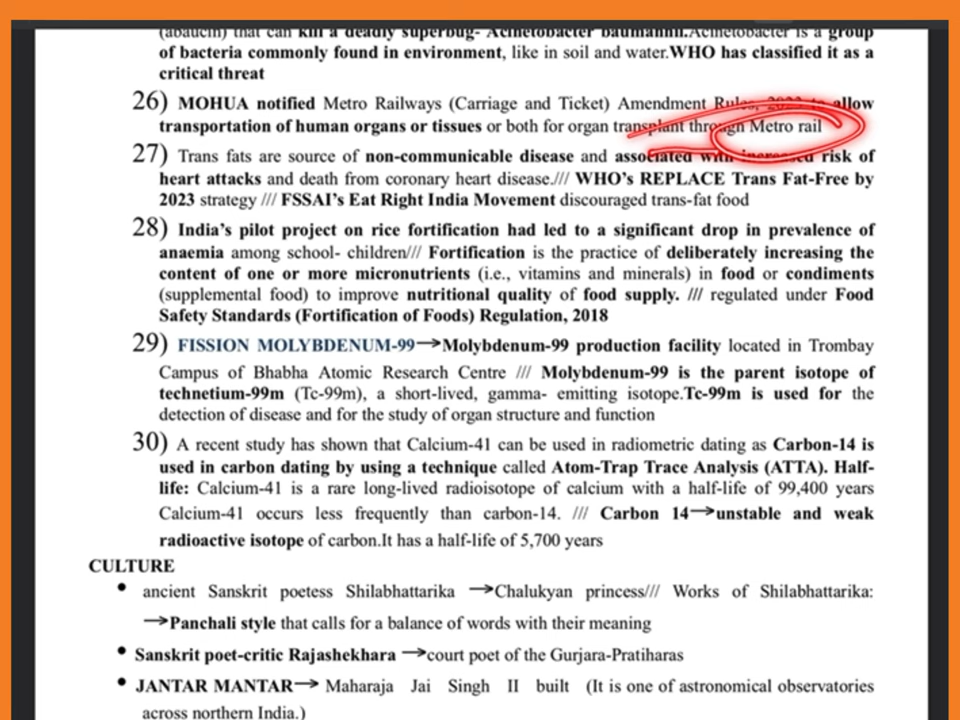 (abaucin) that can kill a deadly superbug- Acinetobacter baumannii.Acinetobacter is a group
of bacteria commonly found in environment, like in soil and water.WHO has classified it as a
critical threat
26) MOHUA notified Metro Railways (Carriage and Ticket) Amendment Rules, 2023 to allow
transportation of human organs or tissues or both for organ transplant through Metro rail
27) Trans fats are source of non-communicable disease and associated with increased risk of
heart attacks and death from coronary heart disease./// WHO's REPLACE Trans Fat-Free by
2023 strategy /// FSSAI's Eat Right India Movement discouraged trans-fat food
28) India's pilot project on rice fortification had led to a significant drop in prevalence of
anaemia among school- children/// Fortification is the practice of deliberately increasing the
content of one or more micronutrients (i.e., vitamins and minerals) in food or condiments
(supplemental food) to improve nutritional quality of food supply. /// regulated under Food
Safety Standards (Fortification of Foods) Regulation, 2018
29) FISSION MOLYBDENUM-99→Molybdenum-99 production facility located in Trombay
Campus of Bhabha Atomic Research Centre /// Molybdenum-99 is the parent isotope of
technetium-99m (Tc-99m), a short-lived, gamma- emitting isotope.Tc-99m is used for the
detection of disease and for the study of organ structure and function
30) A recent study has shown that Calcium-41 can be used in radiometric dating as Carbon-14 is
used in carbon dating by using a technique called Atom-Trap Trace Analysis (ATTA). Half-
life: Calcium-41 is a rare long-lived radioisotope of calcium with a half-life of 99,400 years
Calcium-41 occurs less frequently than carbon-14. /// Carbon 14→unstable and weak
radioactive isotope of carbon.It has a half-life of 5,700 years
CULTURE
• ancient Sanskrit poetess Shilabhattarika →Chalukyan princess/// Works of Shilabhattarika:
→Panchali style that calls for a balance of words with their meaning
• Sanskrit poet-critic Rajashekhara →court poet of the Gurjara-Pratiharas
• JANTAR MANTAR→ Maharaja Jai Singh II built (It is one of astronomical observatories
across northern India.)